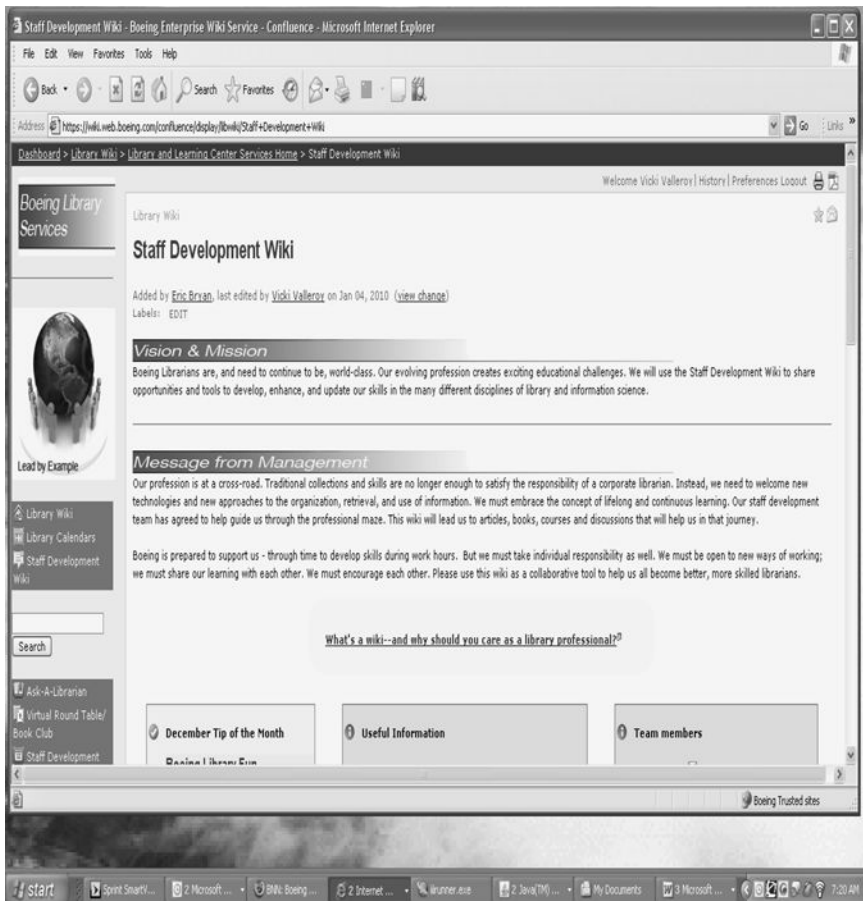 Staff Development Wiki - Boeing Enterprise Wiki Service - Confluence - Microsoft Internet Explorer
File Edit View Favorites Tools Help
Back Search Favorites
Address https://wiki.web.boeing.com/confluence/display/libwiki/Staff+Development+Wiki Go Links »
Dashboard > Library Wiki > Library and Learning Center Services Home > Staff Development Wiki
Welcome Vicki Valleroy | History | Preferences Logout
Boeing Library
Services
Library Wiki
Staff Development Wiki
Added by Eric Bryan, last edited by Vicki Valleroy on Jan 04, 2010 (view change)
Labels: EDIT
Vision & Mission
Boeing Librarians are, and need to continue to be, world-class. Our evolving profession creates exciting educational challenges. We will use the Staff Development Wiki to share
opportunities and tools to develop, enhance, and update our skills in the many different disciplines of library and information science.
Lead by Example
Message from Management
Our profession is at a cross-road. Traditional collections and skills are no longer enough to satisfy the responsibility of a corporate librarian. Instead, we need to welcome new
technologies and new approaches to the organization, retrieval, and use of information. We must embrace the concept of lifelong and continuous learning. Our staff development
team has agreed to help guide us through the professional maze. This wiki will lead us to articles, books, courses and discussions that will help us in that journey.
Boeing is prepared to support us - through time to develop skills during work hours. But we must take individual responsibility as well. We must be open to new ways of working;
we must share our learning with each other. We must encourage each other. Please use this wiki as a collaborative tool to help us all become better, more skilled librarians.
Library Wiki
Library Calendars
Staff Development
Wiki
Search
What's a wiki--and why should you care as a library professional?
Ask-A-Librarian
Virtual Round Table/
Book Club
Staff Development
December Tip of the Month
Boeing Library Fun
Useful Information
Team members
Boeing Trusted sites
start Sprint SmartV... 2 Microsoft ... BNN: Boeing ... 2 Internet ... 2 Java(TM) ... My Documents 3 Microsoft ... 7:20 AM